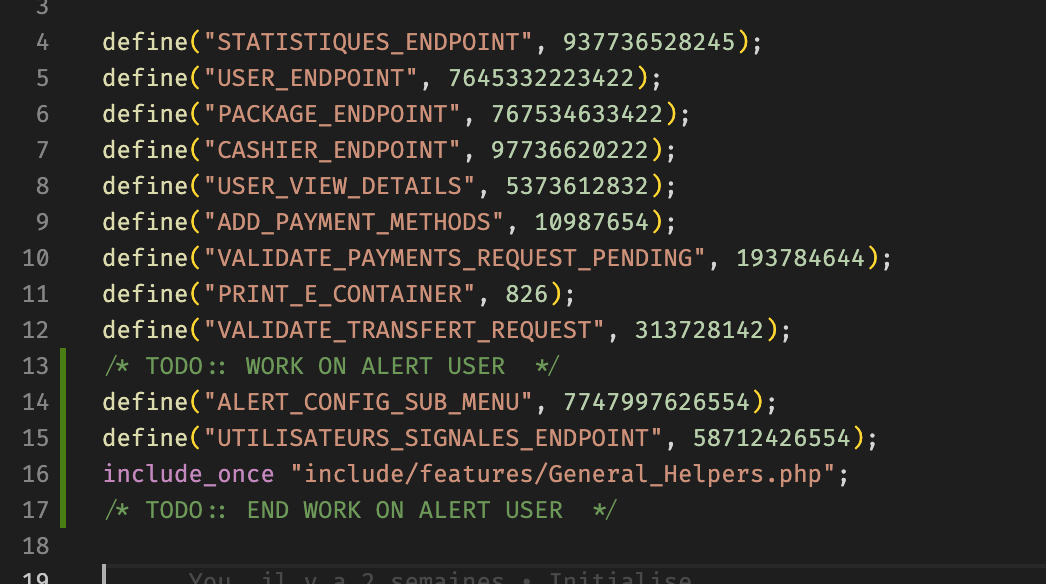 3
4 define("STATISTIQUES_ENDPOINT", 937736528245);
5 define("USER_ENDPOINT", 7645332223422);
6 define("PACKAGE_ENDPOINT", 767534633422);
7 define("CASHIER_ENDPOINT", 97736620222);
8 define("USER_VIEW_DETAILS", 5373612832);
9 define("ADD_PAYMENT_METHODS", 10987654);
10 define("VALIDATE_PAYMENTS_REQUEST_PENDING", 193784644);
11 define("PRINT_E_CONTAINER", 826);
12 define("VALIDATE_TRANSFERT_REQUEST", 313728142);
13 /* TODO:: WORK ON ALERT USER  */
14 define("ALERT_CONFIG_SUB_MENU", 7747997626554);
15 define("UTILISATEURS_SIGNALES_ENDPOINT", 58712426554);
16 include_once "include/features/General_Helpers.php";
17 /* TODO:: END WORK ON ALERT USER  */
18
19 You, il y a 2 semaines • Initialise